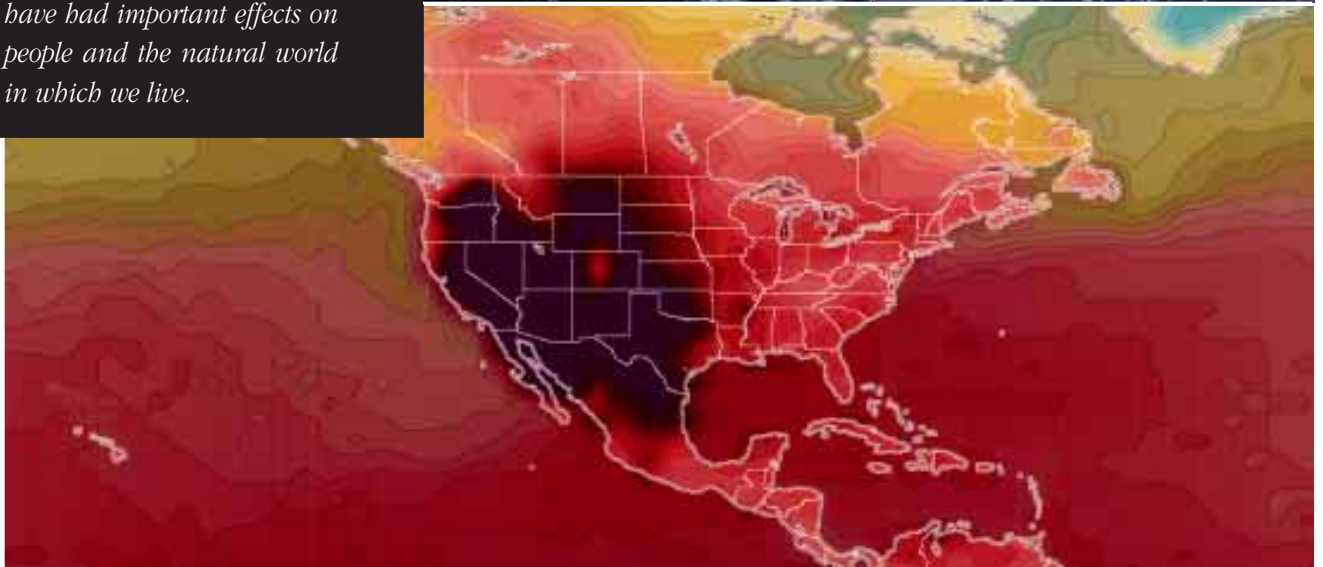 have had important effects on
people and the natural world
in which we live.